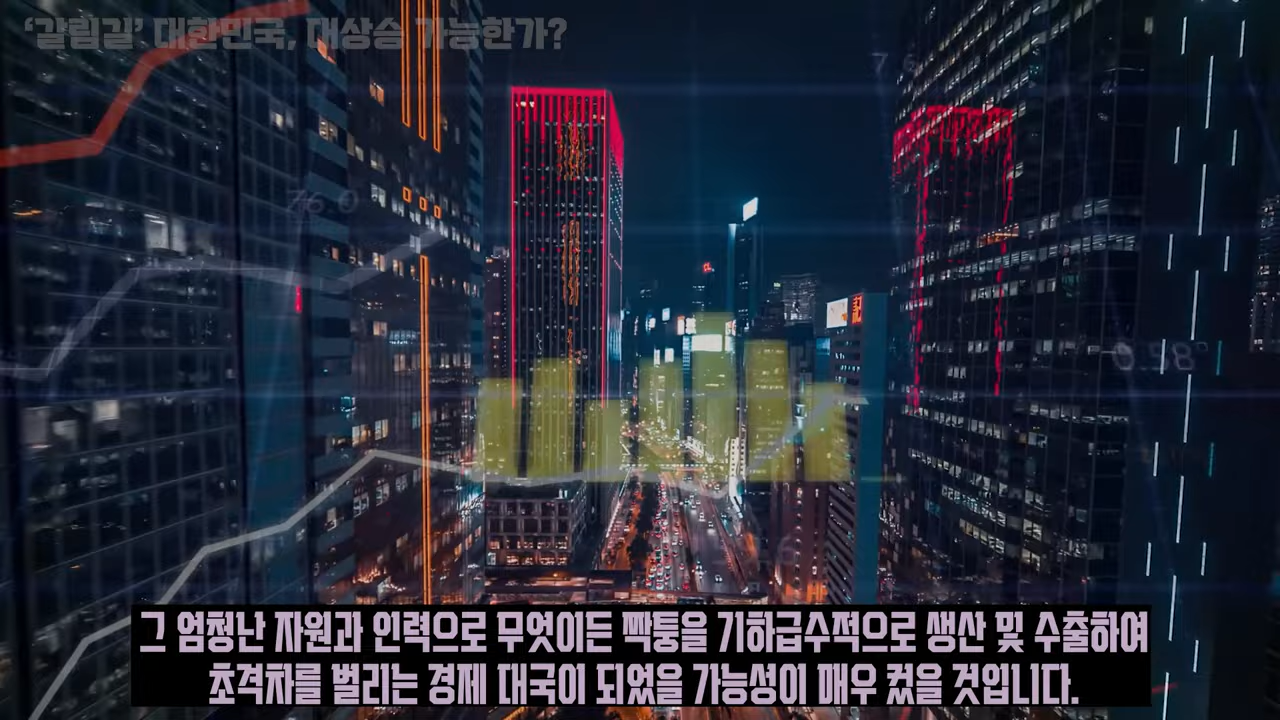 '갈림길' 대한민국, 대상승 가능한가?
그 엄청난 자원과 인력으로 무엇이든 짝퉁을 기하급수적으로 생산 및 수출하여
초격차를 벌리는 경제 대국이 되었을 가능성이 매우 컸을 것입니다.